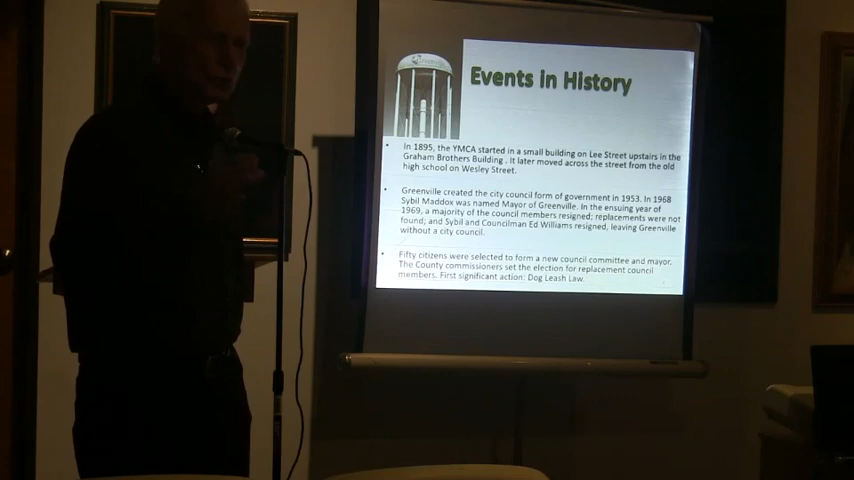 Events in History
In 1895, the YMCA started in a small building on Lee Street upstairs in the
Graham Brothers Building . It later moved across the street from the old
high school on Wesley Street.
Greenville created the city council form of government in 1953. In 1968
Sybil Maddox was named Mayor of Greenville. In the ensuing year of
1969, a majority of the council members resigned; replacements were not
found; and Sybil and Councilman Ed Williams resigned, leaving Greenville
without a city council.
Fifty citizens were selected to form a new council committee and mayor.
The County commissioners set the election for replacement council
members. First significant action: Dog Leash Law.